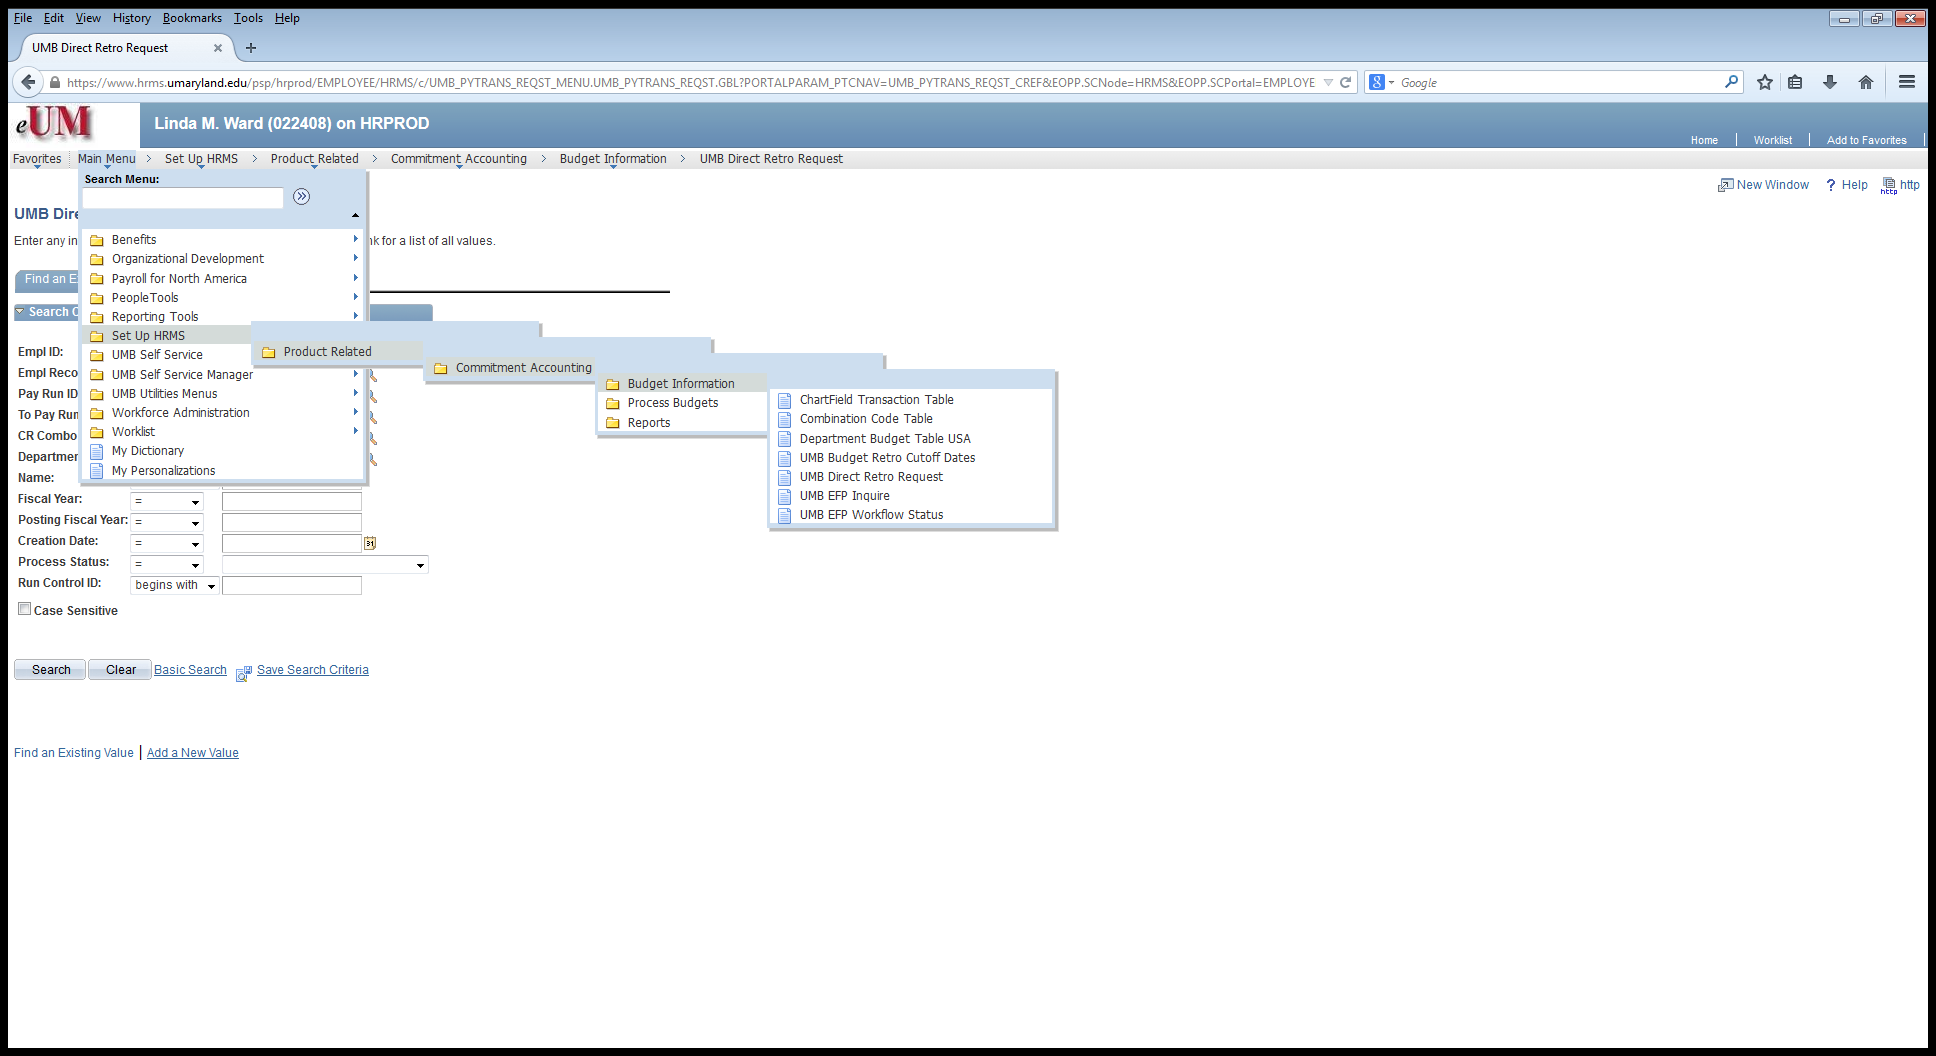 File Edit View History Bookmarks Tools Help
UMB Direct Retro Request
https://www.hrms.umaryland.edu/psp/hrprod/EMPLOYEE/HRMS/c/UMB_PYTRANS_REQST_MENU.UMB_PYTRANS_REQST.GBL?PORTALPARAM_PTCNAV=UMB_PYTRANS_REQST_CREF&EOPP.SCNode=HRMS&EOPP.SCPortal=EMPLOYE
Google
eUM
Linda M. Ward (022408) on HRPROD
Home Worklist Add to Favorites
Favorites Main Menu > Set Up HRMS > Product Related > Commitment Accounting > Budget Information > UMB Direct Retro Request
Search Menu:
New Window ? Help http
UMB Dire
Enter any in
k for a list of all values.
Find an E
Search C
Benefits
Organizational Development
Payroll for North America
PeopleTools
Reporting Tools
Set Up HRMS
UMB Self Service
UMB Self Service Manager
UMB Utilities Menus
Workforce Administration
Worklist
My Dictionary
My Personalizations
Product Related
Commitment Accounting
Budget Information
Process Budgets
Reports
ChartField Transaction Table
Combination Code Table
Department Budget Table USA
UMB Budget Retro Cutoff Dates
UMB Direct Retro Request
UMB EFP Inquire
UMB EFP Workflow Status
Empl ID:
Empl Reco
Pay Run ID
To Pay Run
CR Combo
Departmen
Name:
Fiscal Year: =
Posting Fiscal Year: =
Creation Date: = 31
Process Status: =
Run Control ID: begins with
Case Sensitive
Search Clear Basic Search Save Search Criteria
Find an Existing Value | Add a New Value